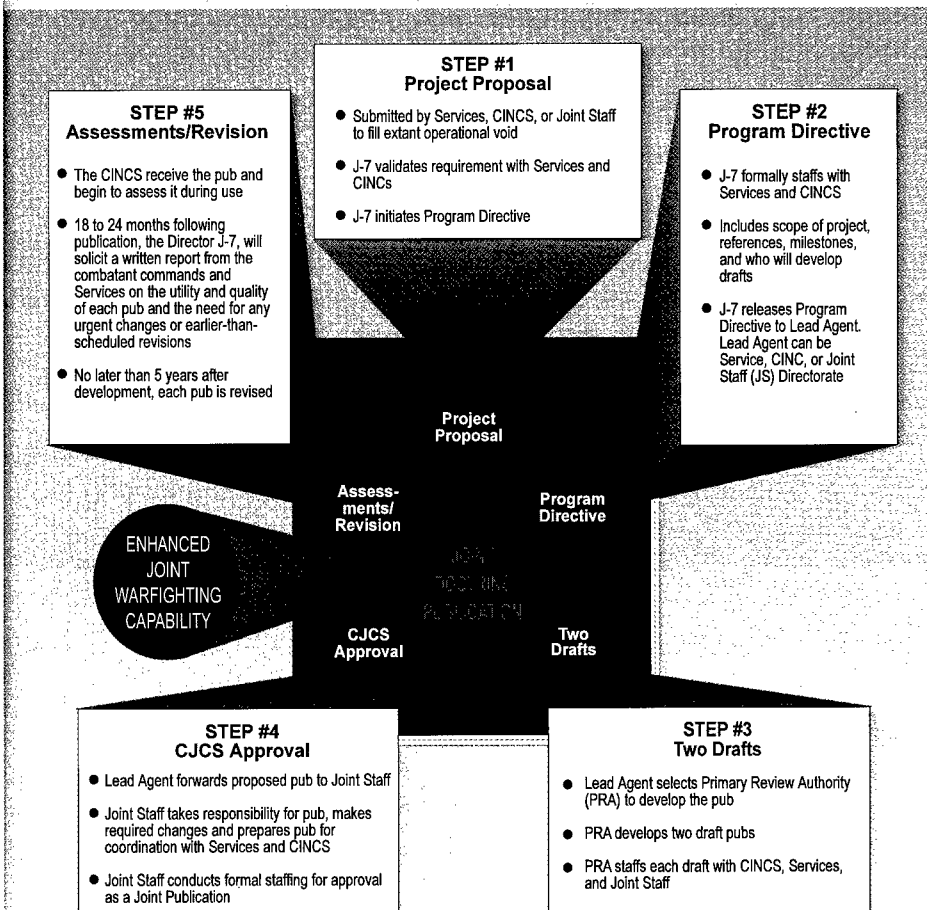 STEP #1
Project Proposal
● Submitted by Services, CINCS, or Joint Staff
to fill extant operational void
● J-7 validates requirement with Services and
CINCs
● J-7 initiates Program Directive
STEP #2
Program Directive
● J-7 formally staffs with
Services and CINCS
● Includes scope of project,
references, milestones,
and who will develop
drafts
● J-7 releases Program
Directive to Lead Agent.
Lead Agent can be
Service, CINC, or Joint
Staff (JS) Directorate
STEP #3
Two Drafts
● Lead Agent selects Primary Review Authority
(PRA) to develop the pub
● PRA develops two draft pubs
● PRA staffs each draft with CINCS, Services,
and Joint Staff
STEP #4
CJCS Approval
● Lead Agent forwards proposed pub to Joint Staff
● Joint Staff takes responsibility for pub, makes
required changes and prepares pub for
coordination with Services and CINCS
● Joint Staff conducts formal staffing for approval
as a Joint Publication
STEP #5
Assessments/Revision
● The CINCS receive the pub and
begin to assess it during use
● 18 to 24 months following
publication, the Director J-7, will
solicit a written report from the
combatant commands and
Services on the utility and quality
of each pub and the need for any
urgent changes or earlier-than-
scheduled revisions
● No later than 5 years after
development, each pub is revised
Project
Proposal
Program
Directive
Two
Drafts
CJCS
Approval
Assess-
ments/
Revision
JOINT
DOCTRINE
PUBLICATION
ENHANCED
JOINT
WARFIGHTING
CAPABILITY